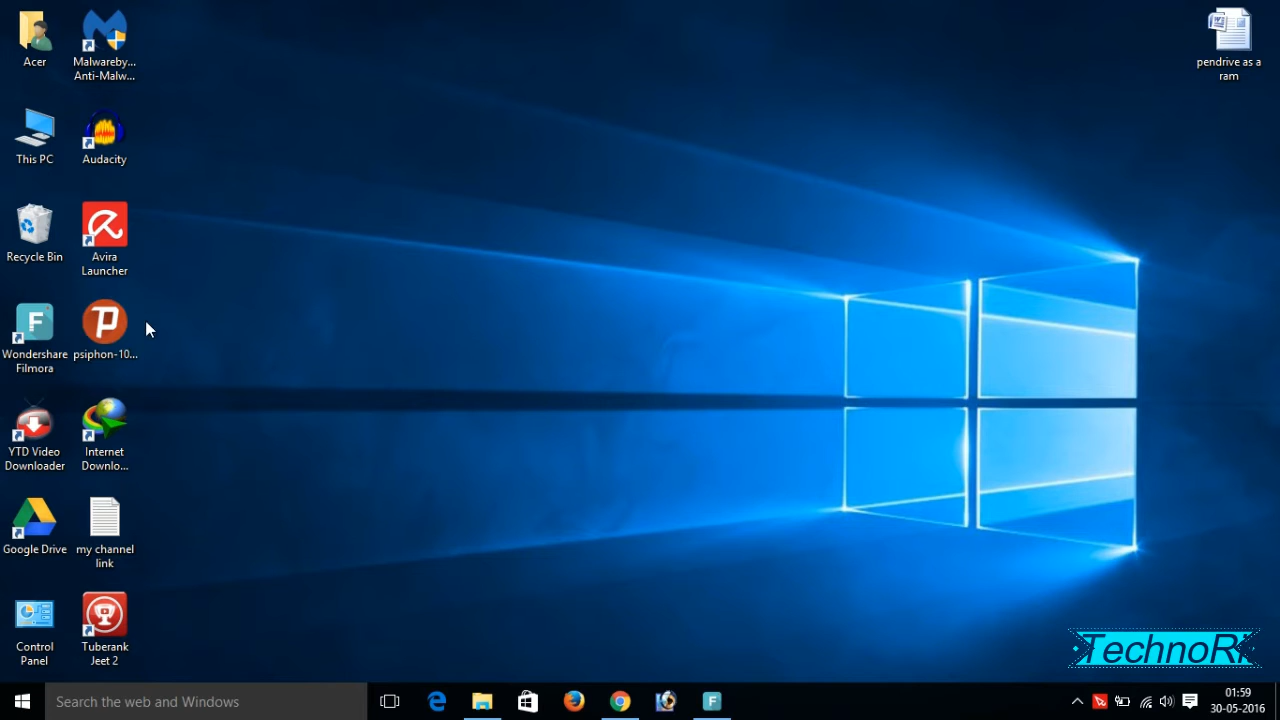 Acer
Malwareby...
Anti-Malw...
pendrive as a
ram
This PC
Audacity
Recycle Bin
Avira
Launcher
Wondershare
Filmora
psiphon-10...
YTD Video
Downloader
Internet
Downlo...
Google Drive
my channel
link
Control
Panel
Tuberank
Jeet 2
TechnoRi
Search the web and Windows
01:59
30-05-2016